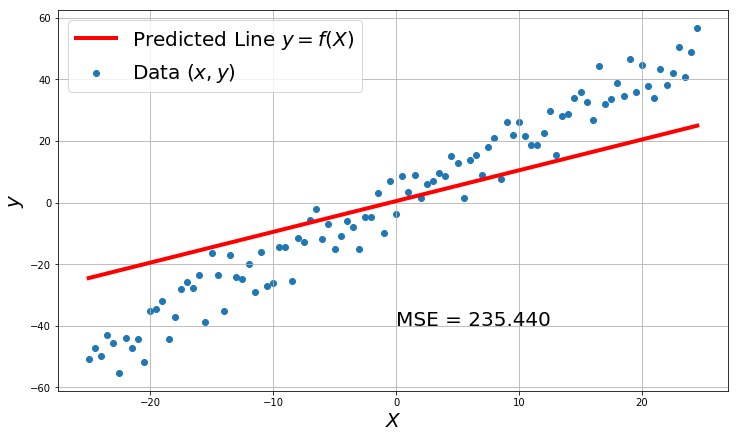 Predicted Line y = f(X)
Data (x, y)
60
40
20
0
−20
−40
−60
y
MSE = 235.440
−20
−10
0
10
20
X